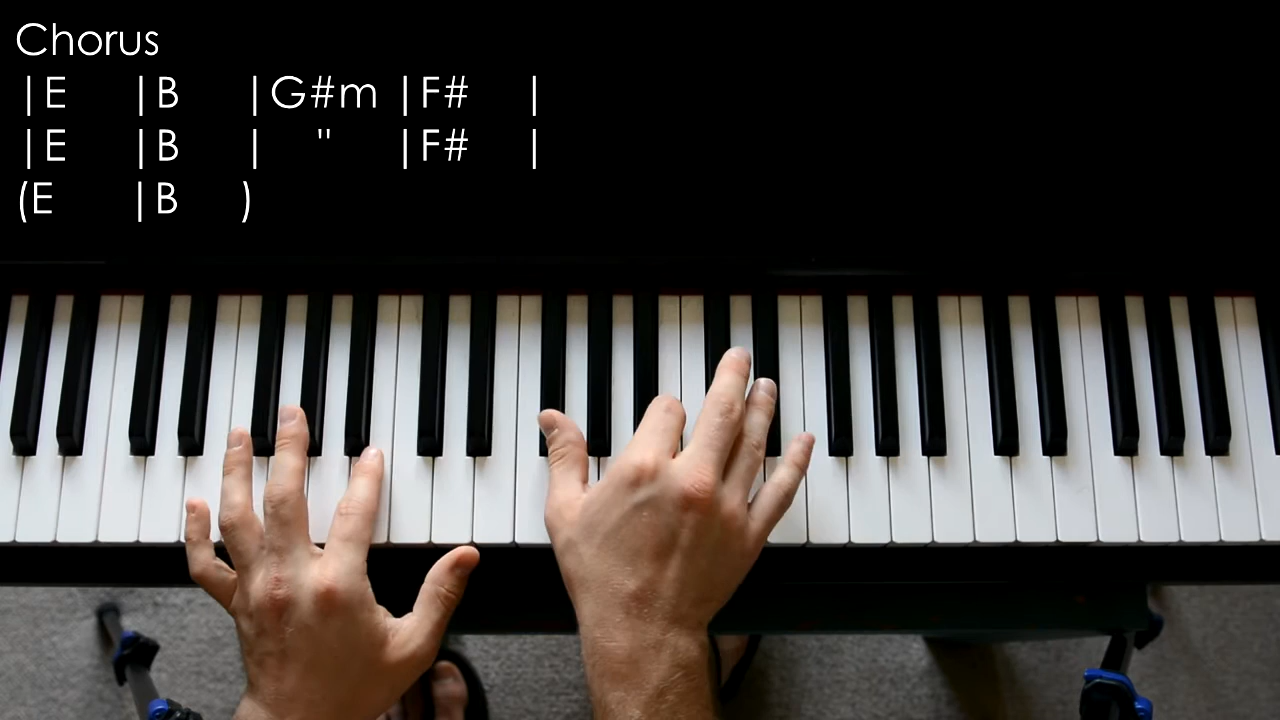 Chorus
|E |B |G#m |F# |
|E |B | " |F# |
(E |B )